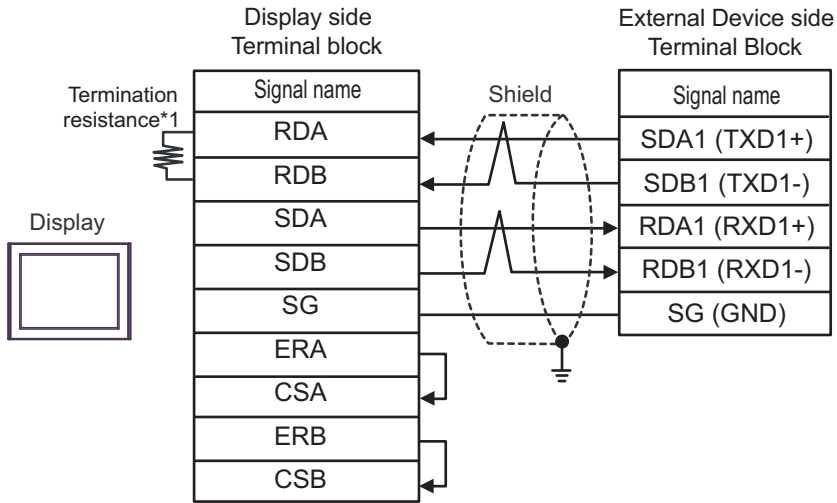 Display side
Terminal block
External Device side
Terminal Block
Termination
resistance*1
Shield
Display
Signal name
RDA
RDB
SDA
SDB
SG
ERA
CSA
ERB
CSB
Signal name
SDA1 (TXD1+)
SDB1 (TXD1-)
RDA1 (RXD1+)
RDB1 (RXD1-)
SG (GND)